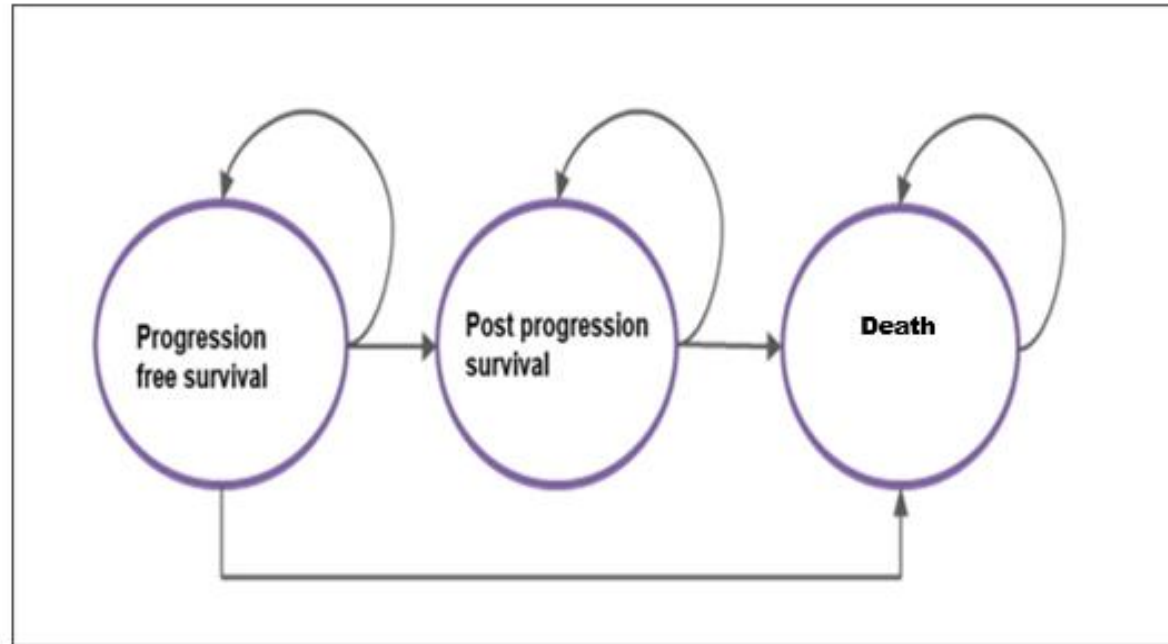 Progression
free survival
Post progression
survival
Death